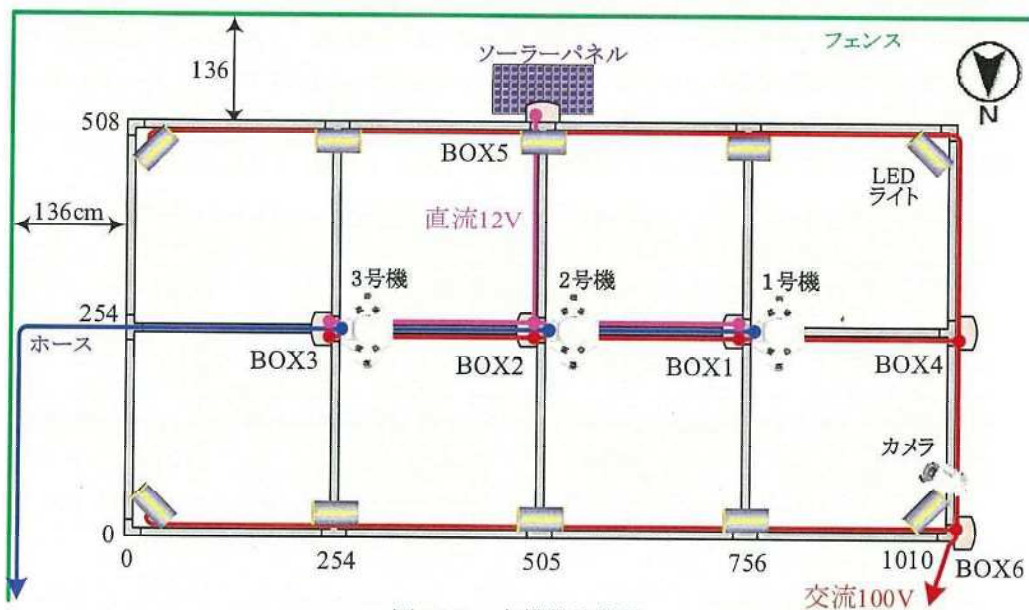 フェンス
136
ソーラーパネル
N
508
BOX5
LED
ライト
136cm
直流12V
3号機
2号機
1号機
254
ホース
BOX3
BOX2
BOX1
BOX4
カメラ
0
0
254
505
756
1010
BOX6
交流100V